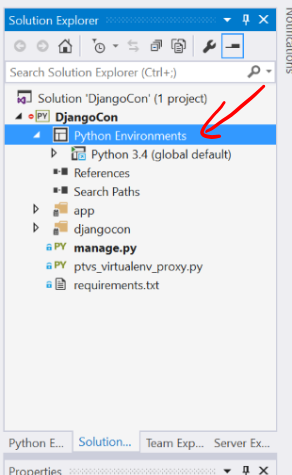 Solution Explorer
Notifications
Search Solution Explorer (Ctrl+;)
Solution 'DjangoCon' (1 project)
PY DjangoCon
Python Environments
Python 3.4 (global default)
References
Search Paths
app
djangocon
PY manage.py
PY ptvs_virtualenv_proxy.py
requirements.txt
Python E... Solution... Team Exp... Server Ex...
Properties